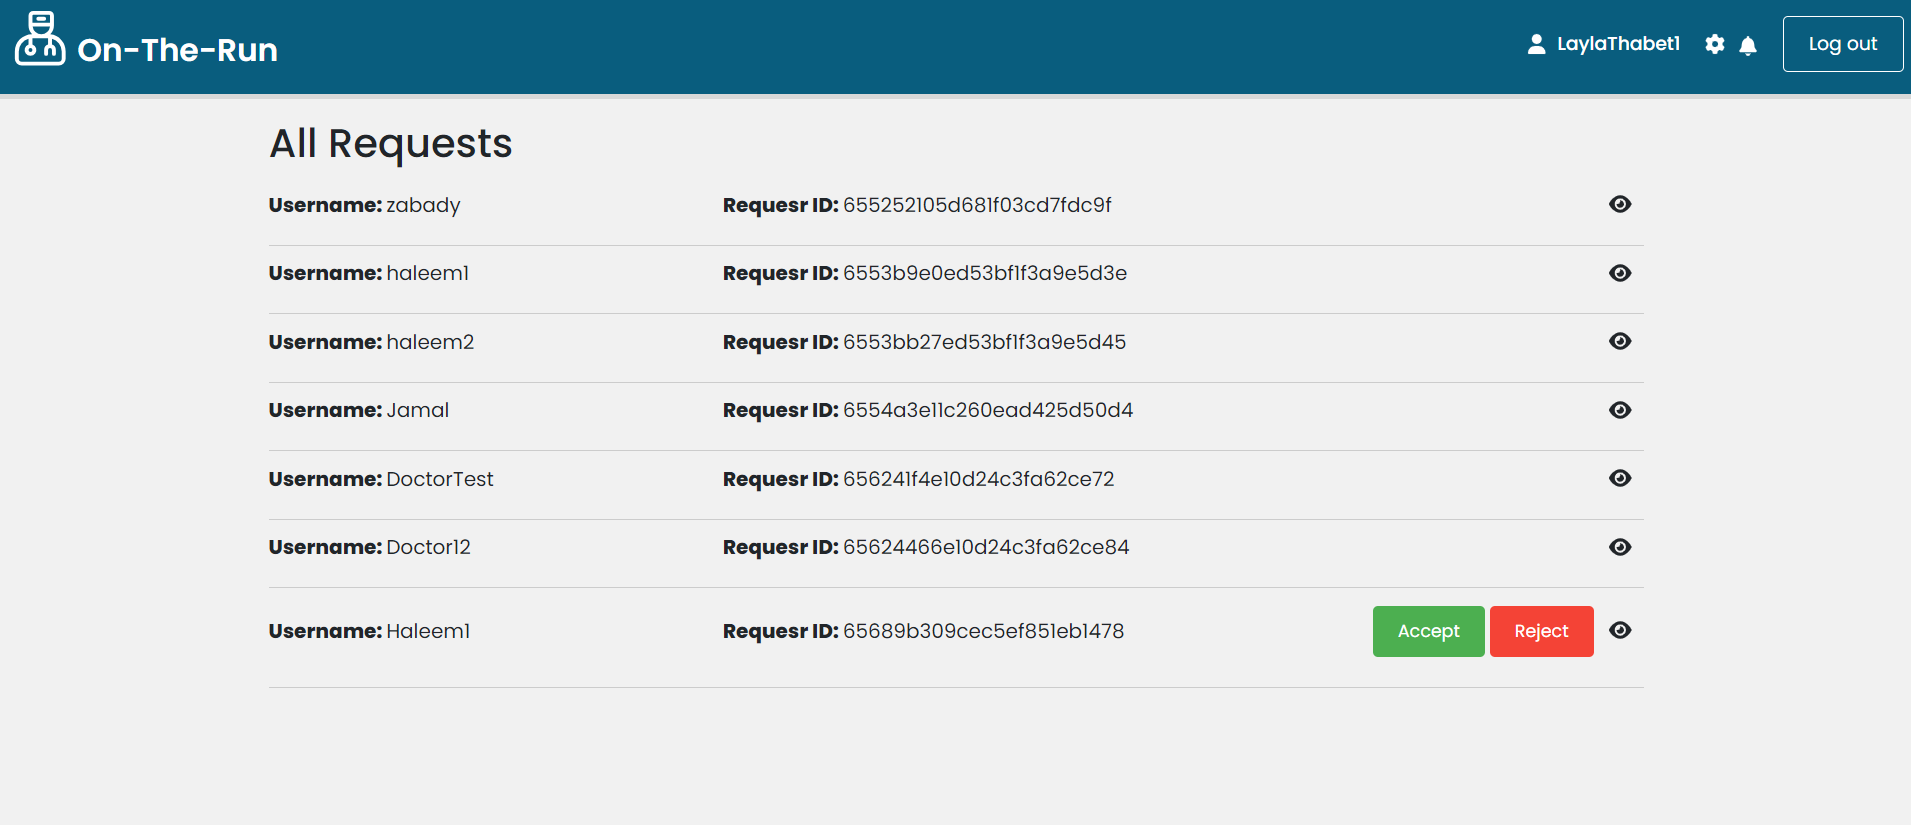 On-The-Run
LaylaThabet1
Log out
All Requests
Username: zabady Requesr ID: 655252105d681f03cd7fdc9f
Username: haleem1 Requesr ID: 6553b9e0ed53bf1f3a9e5d3e
Username: haleem2 Requesr ID: 6553bb27ed53bf1f3a9e5d45
Username: Jamal Requesr ID: 6554a3e11c260ead425d50d4
Username: DoctorTest Requesr ID: 656241f4e10d24c3fa62ce72
Username: Doctor12 Requesr ID: 65624466e10d24c3fa62ce84
Username: Haleem1 Requesr ID: 65689b309cec5ef851eb1478 Accept Reject